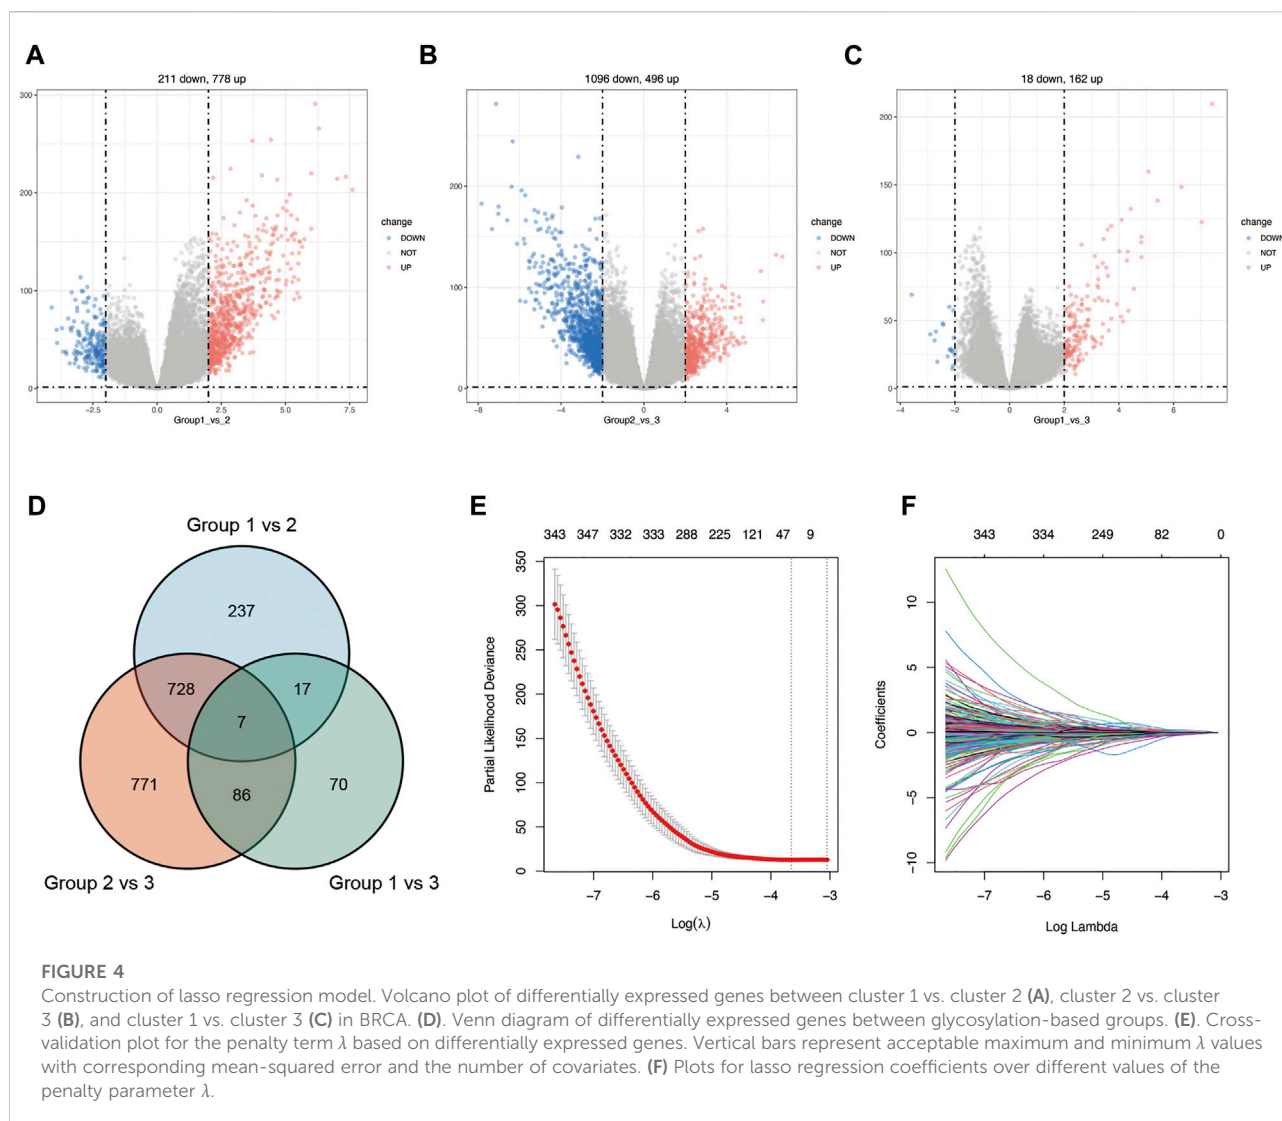 A
211 down, 778 up
300
200
100
0
−2.5
0.0
2.5
5.0
7.5
Group1_vs_2
change
DOWN
NOT
UP
B
1096 down, 496 up
200
100
0
−8
−4
0
4
Group2_vs_3
change
DOWN
NOT
UP
C
18 down, 162 up
200
150
100
50
0
−4
−2
0
2
4
6
Group1_vs_3
change
DOWN
NOT
UP
D
Group 1 vs 2
237
728
17
7
771
86
70
Group 2 vs 3
Group 1 vs 3
E
343 347 332 333 288 225 121 47 9
350
300
250
200
150
100
50
0
Partial Likelihood Deviance
−7 −6 −5 −4 −3
Log(λ)
F
343 334 249 82 0
10
5
0
−5
−10
Coefficients
−7 −6 −5 −4 −3
Log Lambda
FIGURE 4
Construction of lasso regression model. Volcano plot of differentially expressed genes between cluster 1 vs. cluster 2 (A), cluster 2 vs. cluster
3 (B), and cluster 1 vs. cluster 3 (C) in BRCA. (D). Venn diagram of differentially expressed genes between glycosylation-based groups. (E). Cross-
validation plot for the penalty term λ based on differentially expressed genes. Vertical bars represent acceptable maximum and minimum λ values
with corresponding mean-squared error and the number of covariates. (F) Plots for lasso regression coefficients over different values of the
penalty parameter λ.